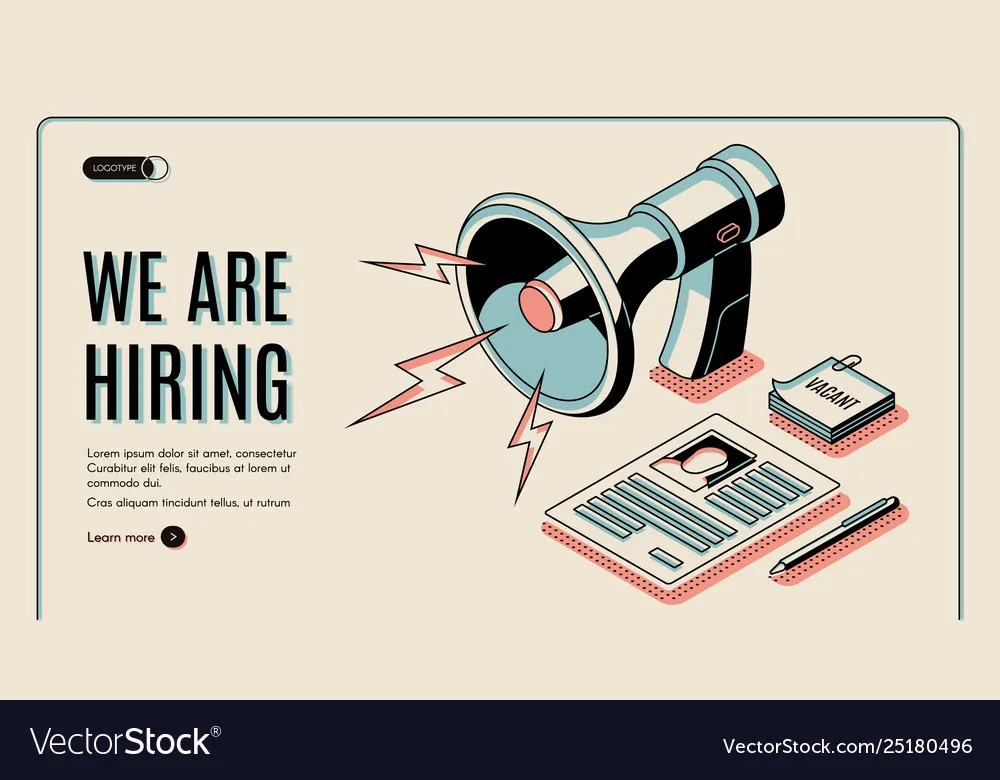 LOGOTYPE
WE ARE
HIRING
Lorem ipsum dolor sit amet, consectetur
Curabitur elit felis, faucibus at lorem ut
commodo dui.
Cras aliquam tincidunt tellus, ut rutrum
Learn more >
VACANT
VectorStock®
VectorStock.com/25180496